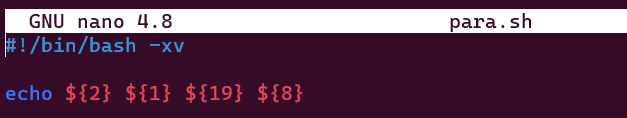 GNU nano 4.8 para.sh
#!/bin/bash -xv
echo ${2} ${1} ${19} ${8}